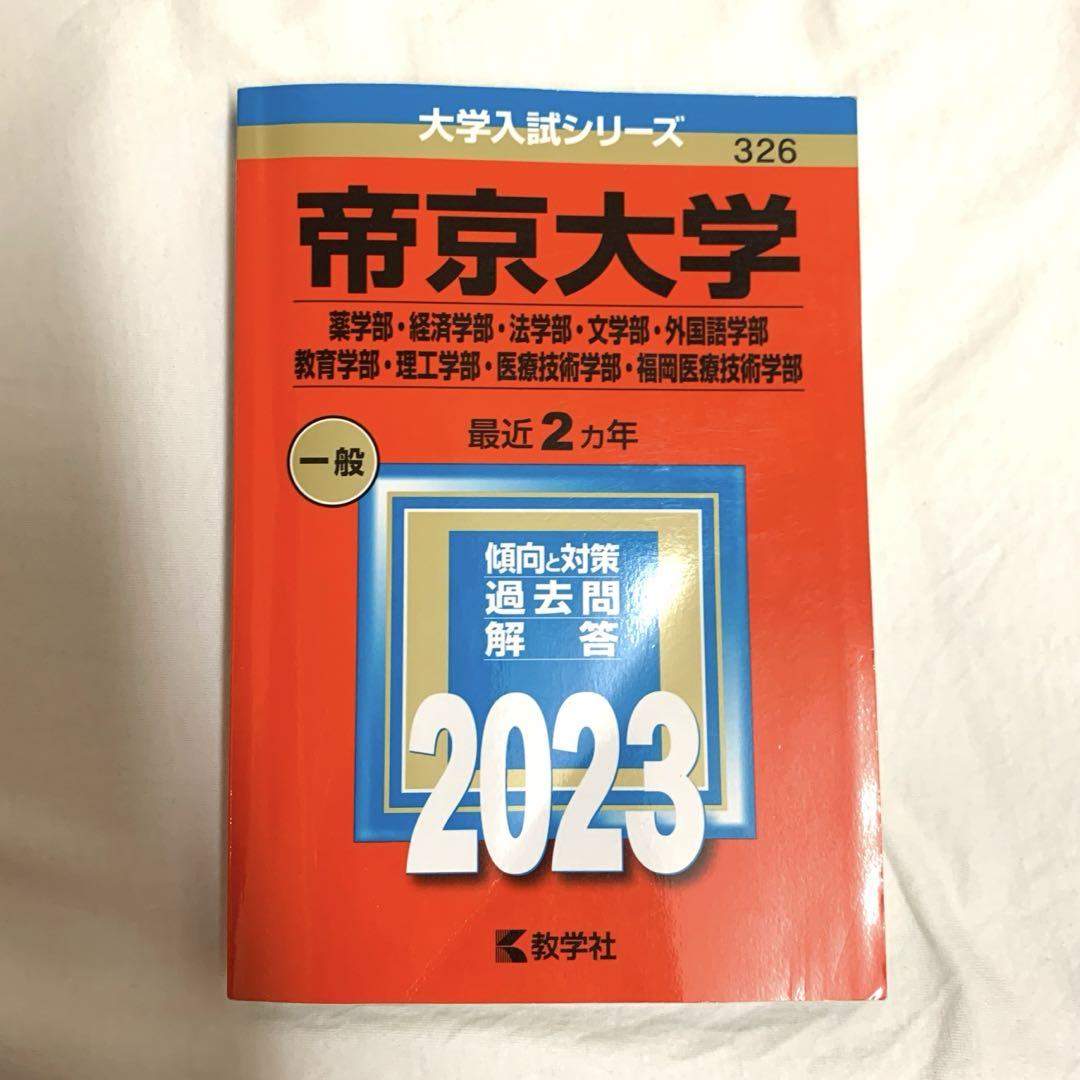 大学入試シリーズ
326
帝京大学
薬学部・経済学部・法学部・文学部・外国語学部
教育学部・理工学部・医療技術学部・福岡医療技術学部
最近2カ年
一般
傾向と対策
過去問
解答
2023
教学社